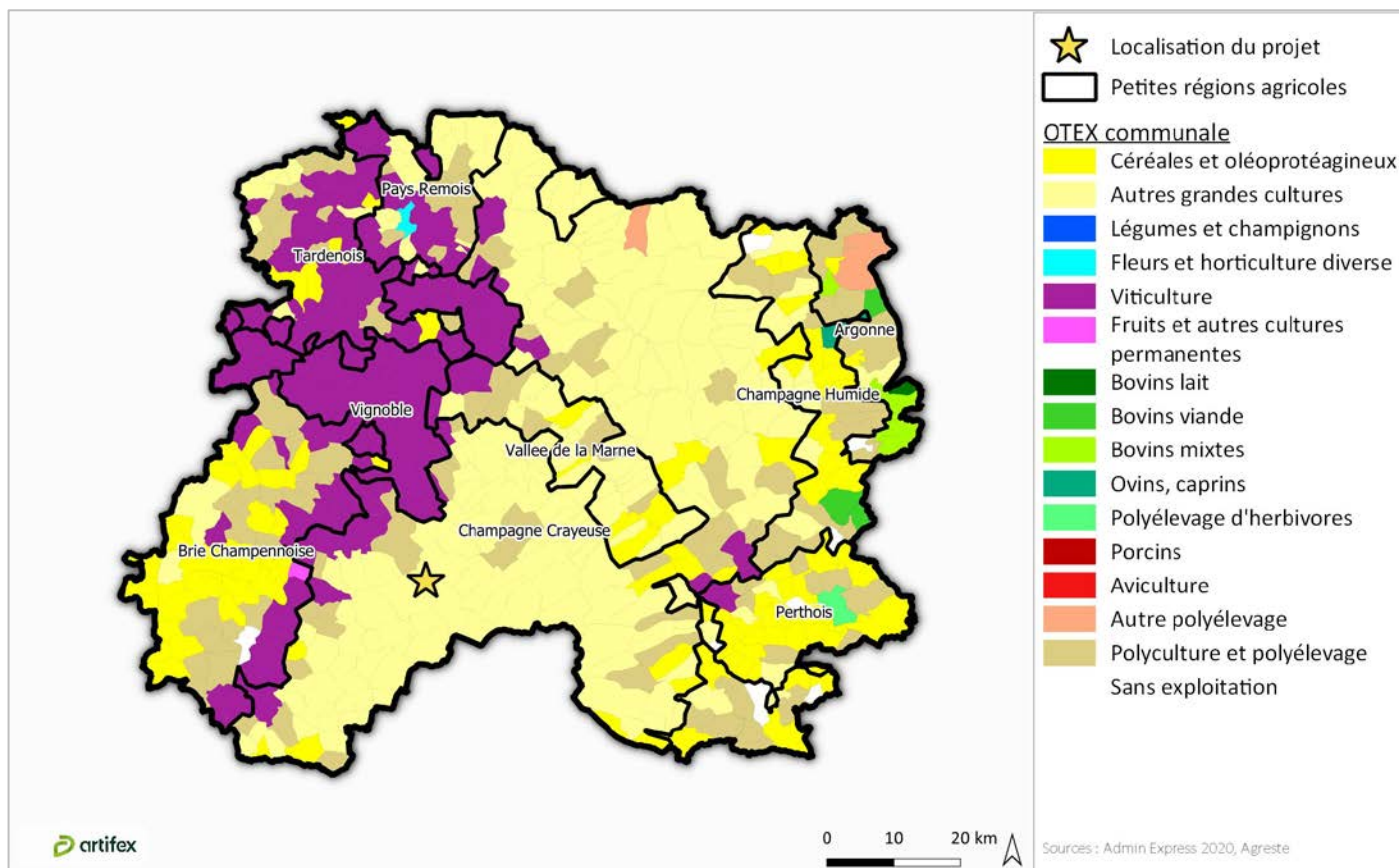 Localisation du projet
Petites régions agricoles
OTEX communale
Céréales et oléoprotéagineux
Autres grandes cultures
Légumes et champignons
Fleurs et horticulture diverse
Viticulture
Fruits et autres cultures
permanentes
Bovins lait
Bovins viande
Bovins mixtes
Ovins, caprins
Polyélevage d'herbivores
Porcins
Aviculture
Autre polyélevage
Polyculture et polyélevage
Sans exploitation
Pays Remois
Tardenois
Argonne
Champagne Humide
Vignoble
Vallee de la Marne
Champagne Crayeuse
Brie Champennoise
Perthois
artifex
0 10 20 km
Sources : Admin Express 2020, Agreste